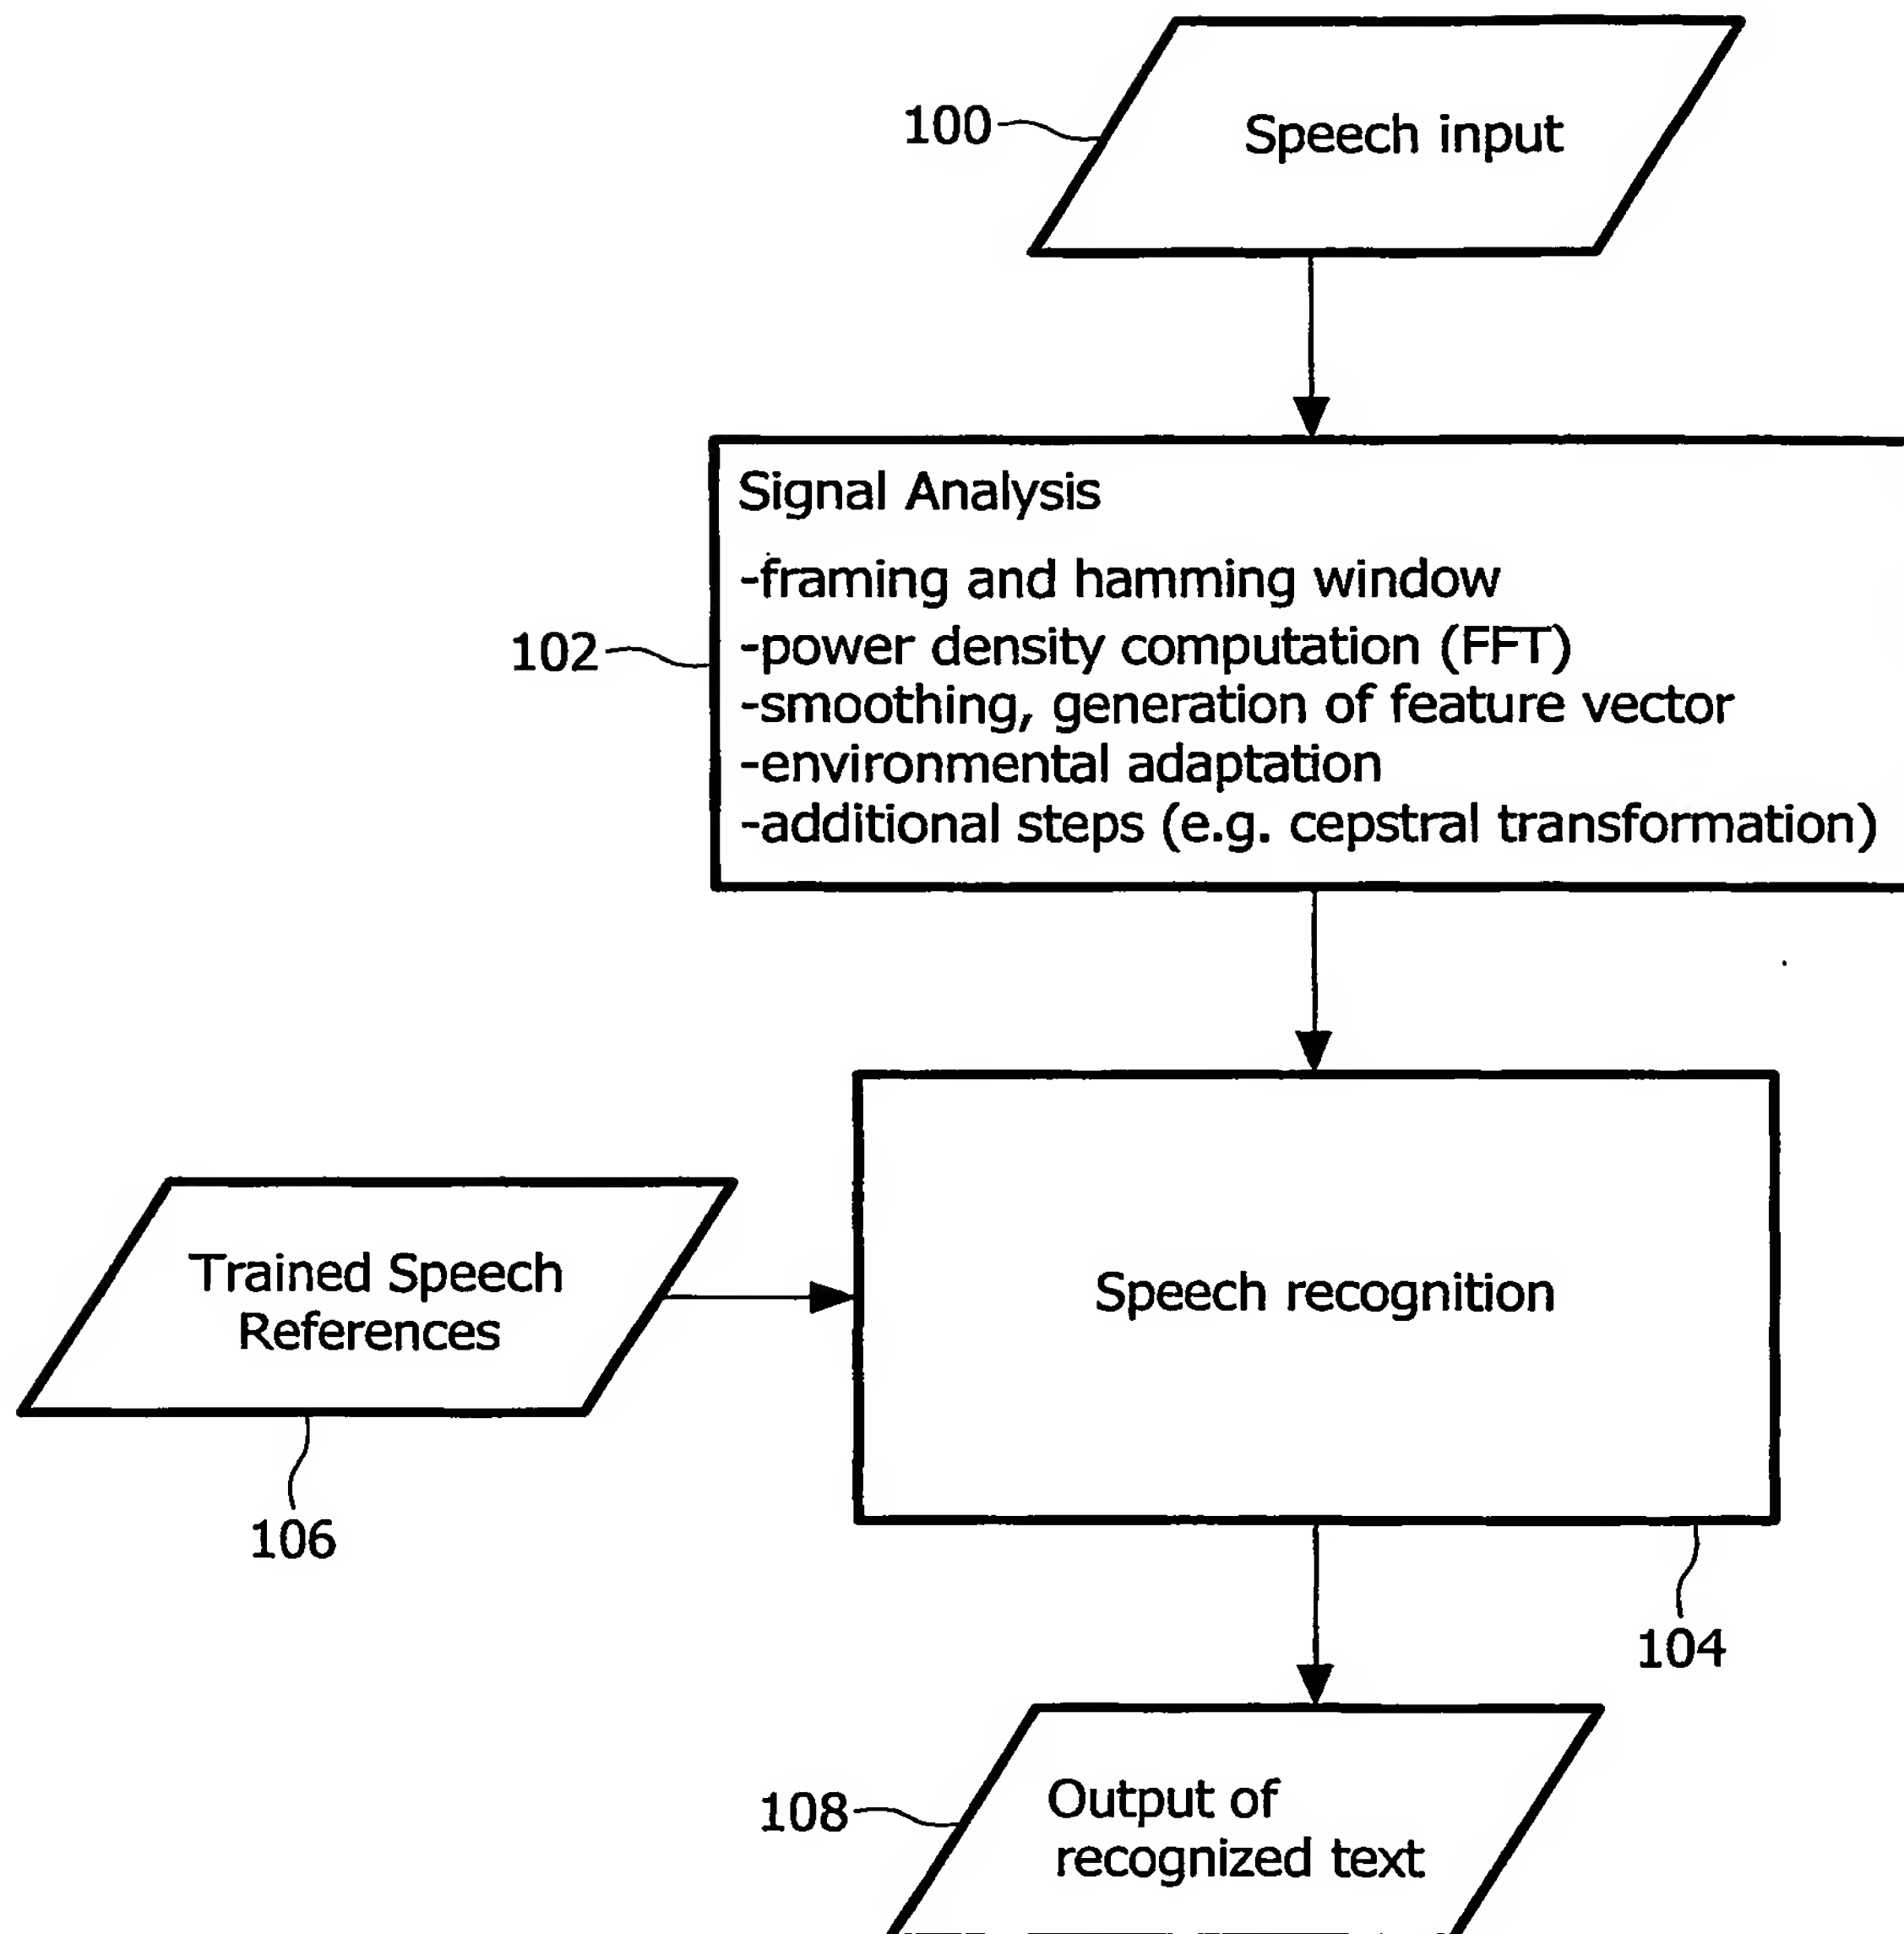 100
Speech input
Signal Analysis
-framing and hamming window
102
-power density computation (FFT)
-smoothing, generation of feature vector
-environmental adaptation
-additional steps (e.g. cepstral transformation)
Trained Speech
References
Speech recognition
106
104
108
Output of
recognized text